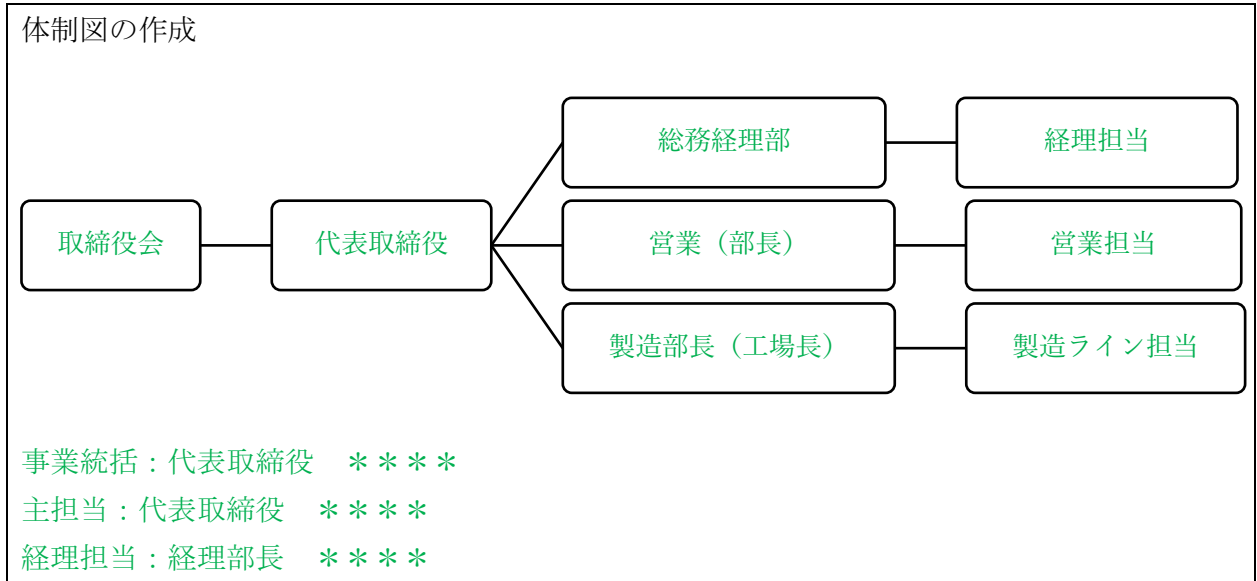 体制図の作成
総務経理部
経理担当
取締役会
代表取締役
営業（部長）
営業担当
製造部長（工場長）
製造ライン担当
事業統括：代表取締役　＊＊＊＊
主担当：代表取締役　＊＊＊＊
経理担当：経理部長　＊＊＊＊